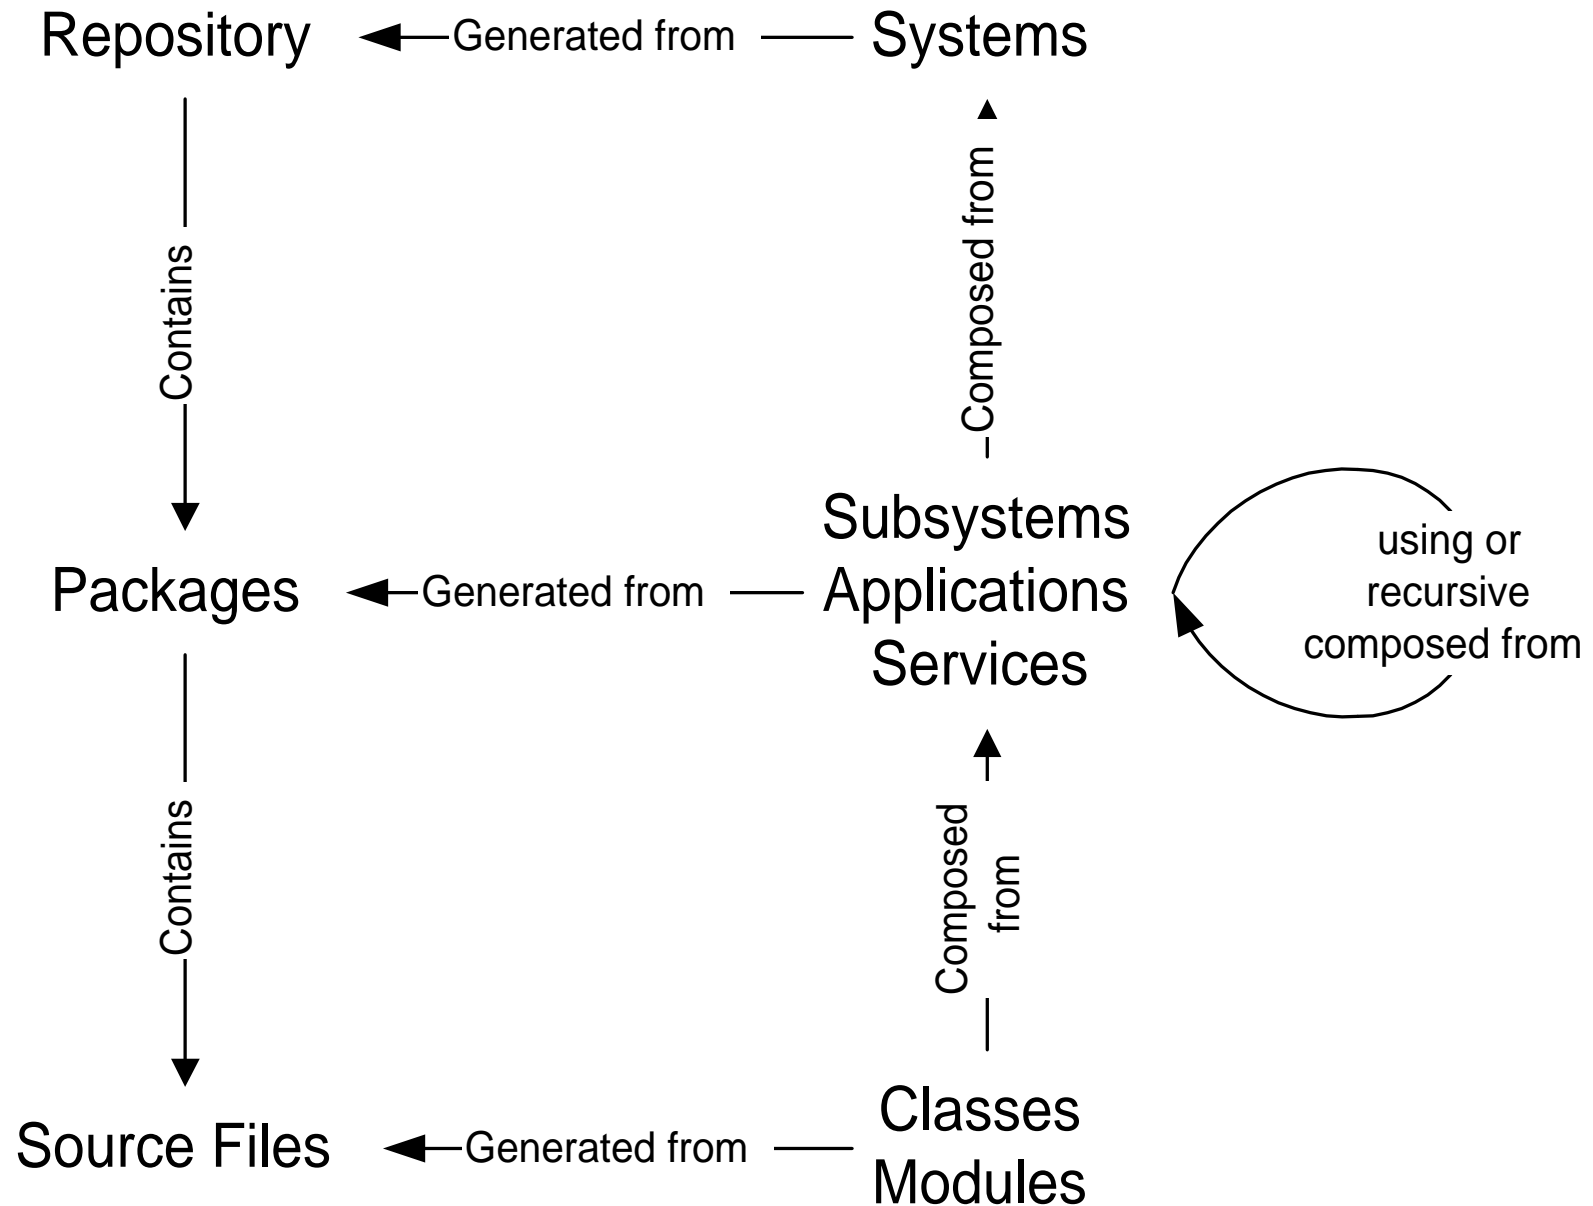 Repository
Generated from
Systems
Contains
Composed from
Packages
Generated from
Subsystems
Applications
Services
using or
recursive
composed from
Contains
Composed
from
Source Files
Generated from
Classes
Modules